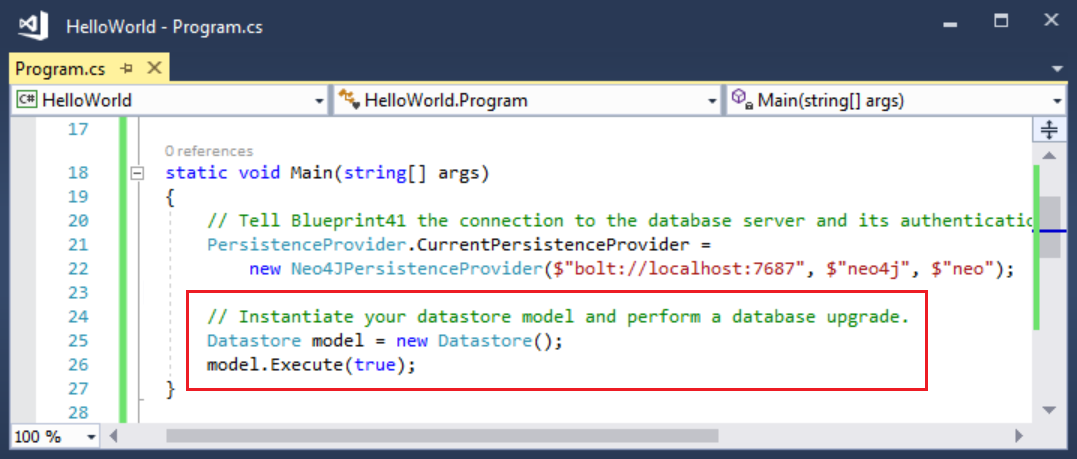 HelloWorld - Program.cs
Program.cs
C# HelloWorld
HelloWorld.Program
Main(string[] args)
17
0 references
18 static void Main(string[] args)
19 {
20 // Tell Blueprint41 the connection to the database server and its authenticatio
21 PersistenceProvider.CurrentPersistenceProvider =
22 new Neo4JPersistenceProvider($"bolt://localhost:7687", $"neo4j", $"neo");
23
24 // Instantiate your datastore model and perform a database upgrade.
25 Datastore model = new Datastore();
26 model.Execute(true);
27 }
28
100 %